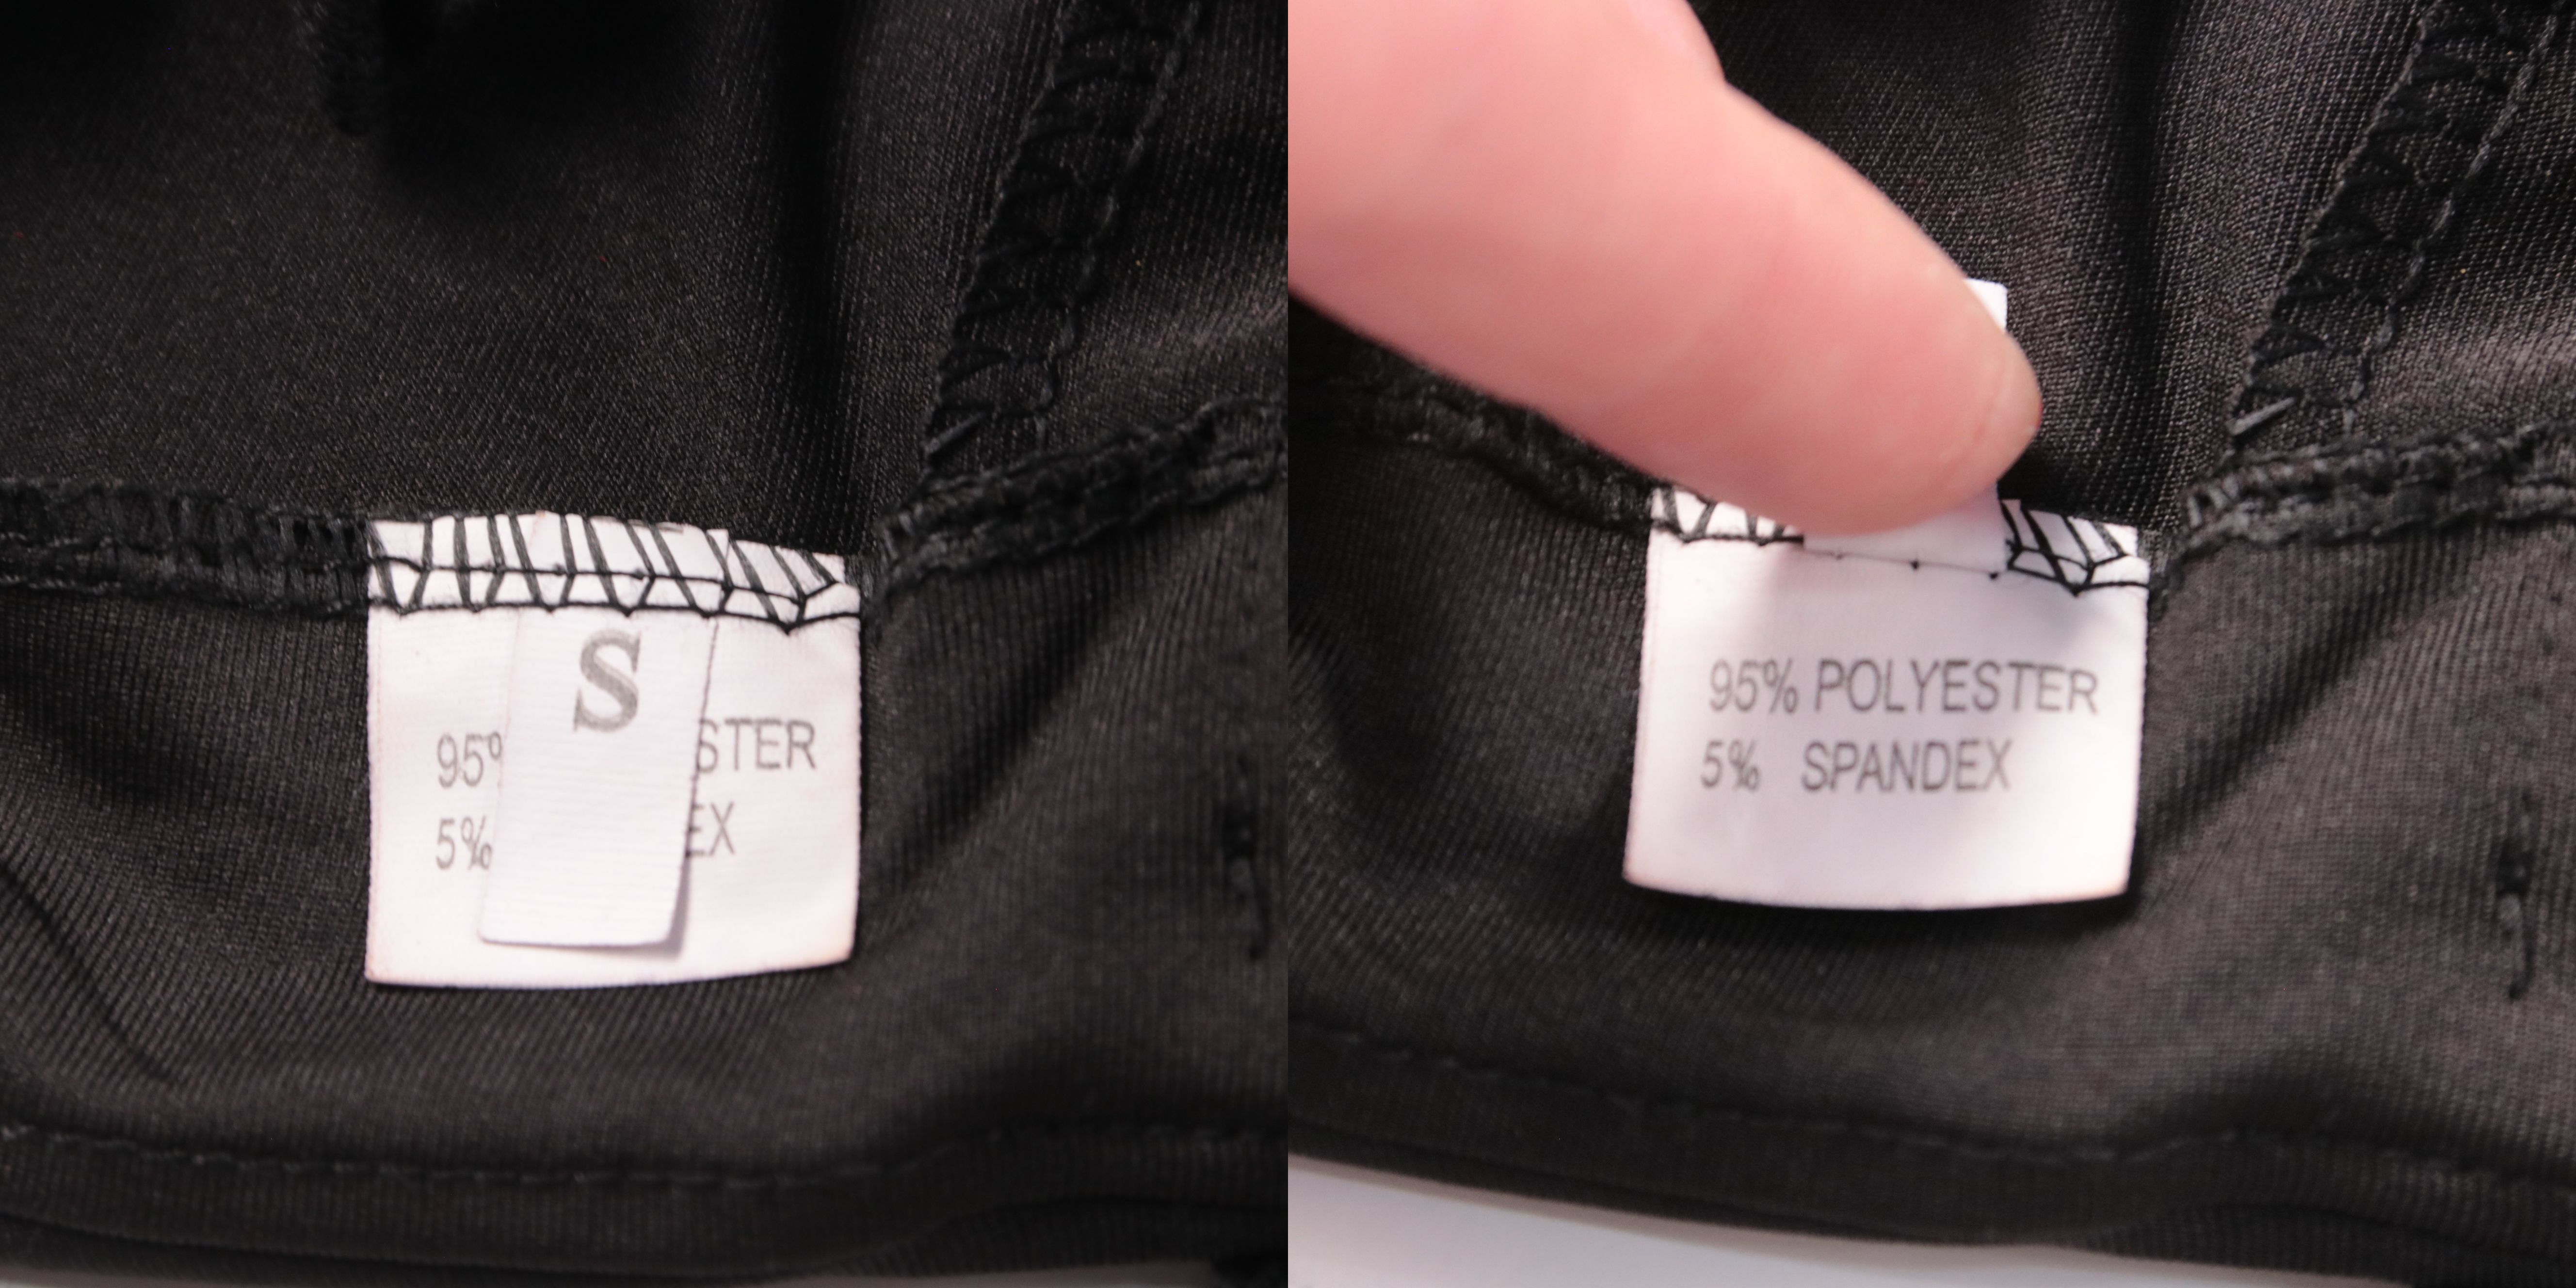 S
95% STER
5% EX
95% POLYESTER
5% SPANDEX